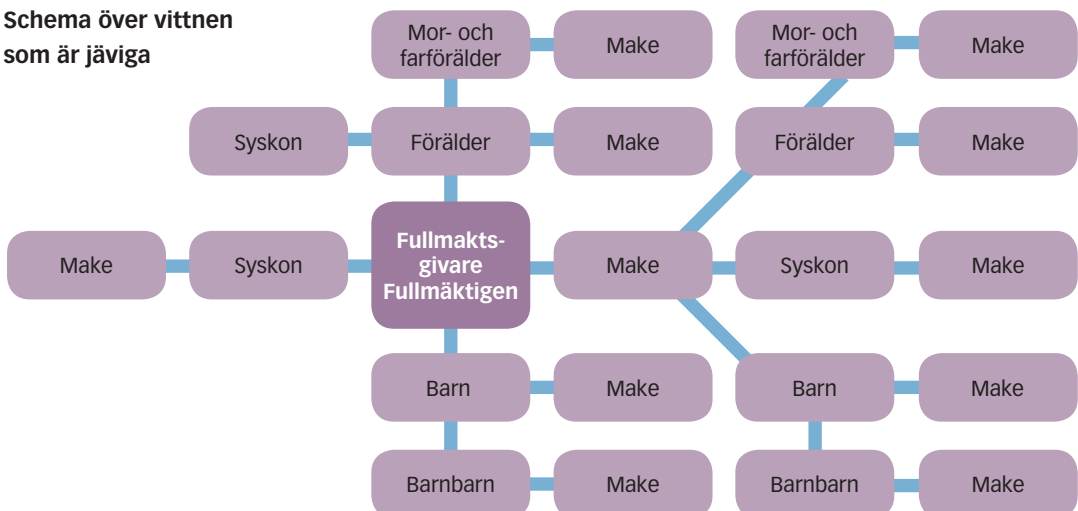 Schema över vittnen
som är jäviga
Mor- och
farförälder
Make
Mor- och
farförälder
Make
Syskon
Förälder
Make
Förälder
Make
Make
Syskon
Fullmakts-
givare
Fullmäktigen
Make
Syskon
Make
Barn
Make
Barn
Make
Barnbarn
Make
Barnbarn
Make